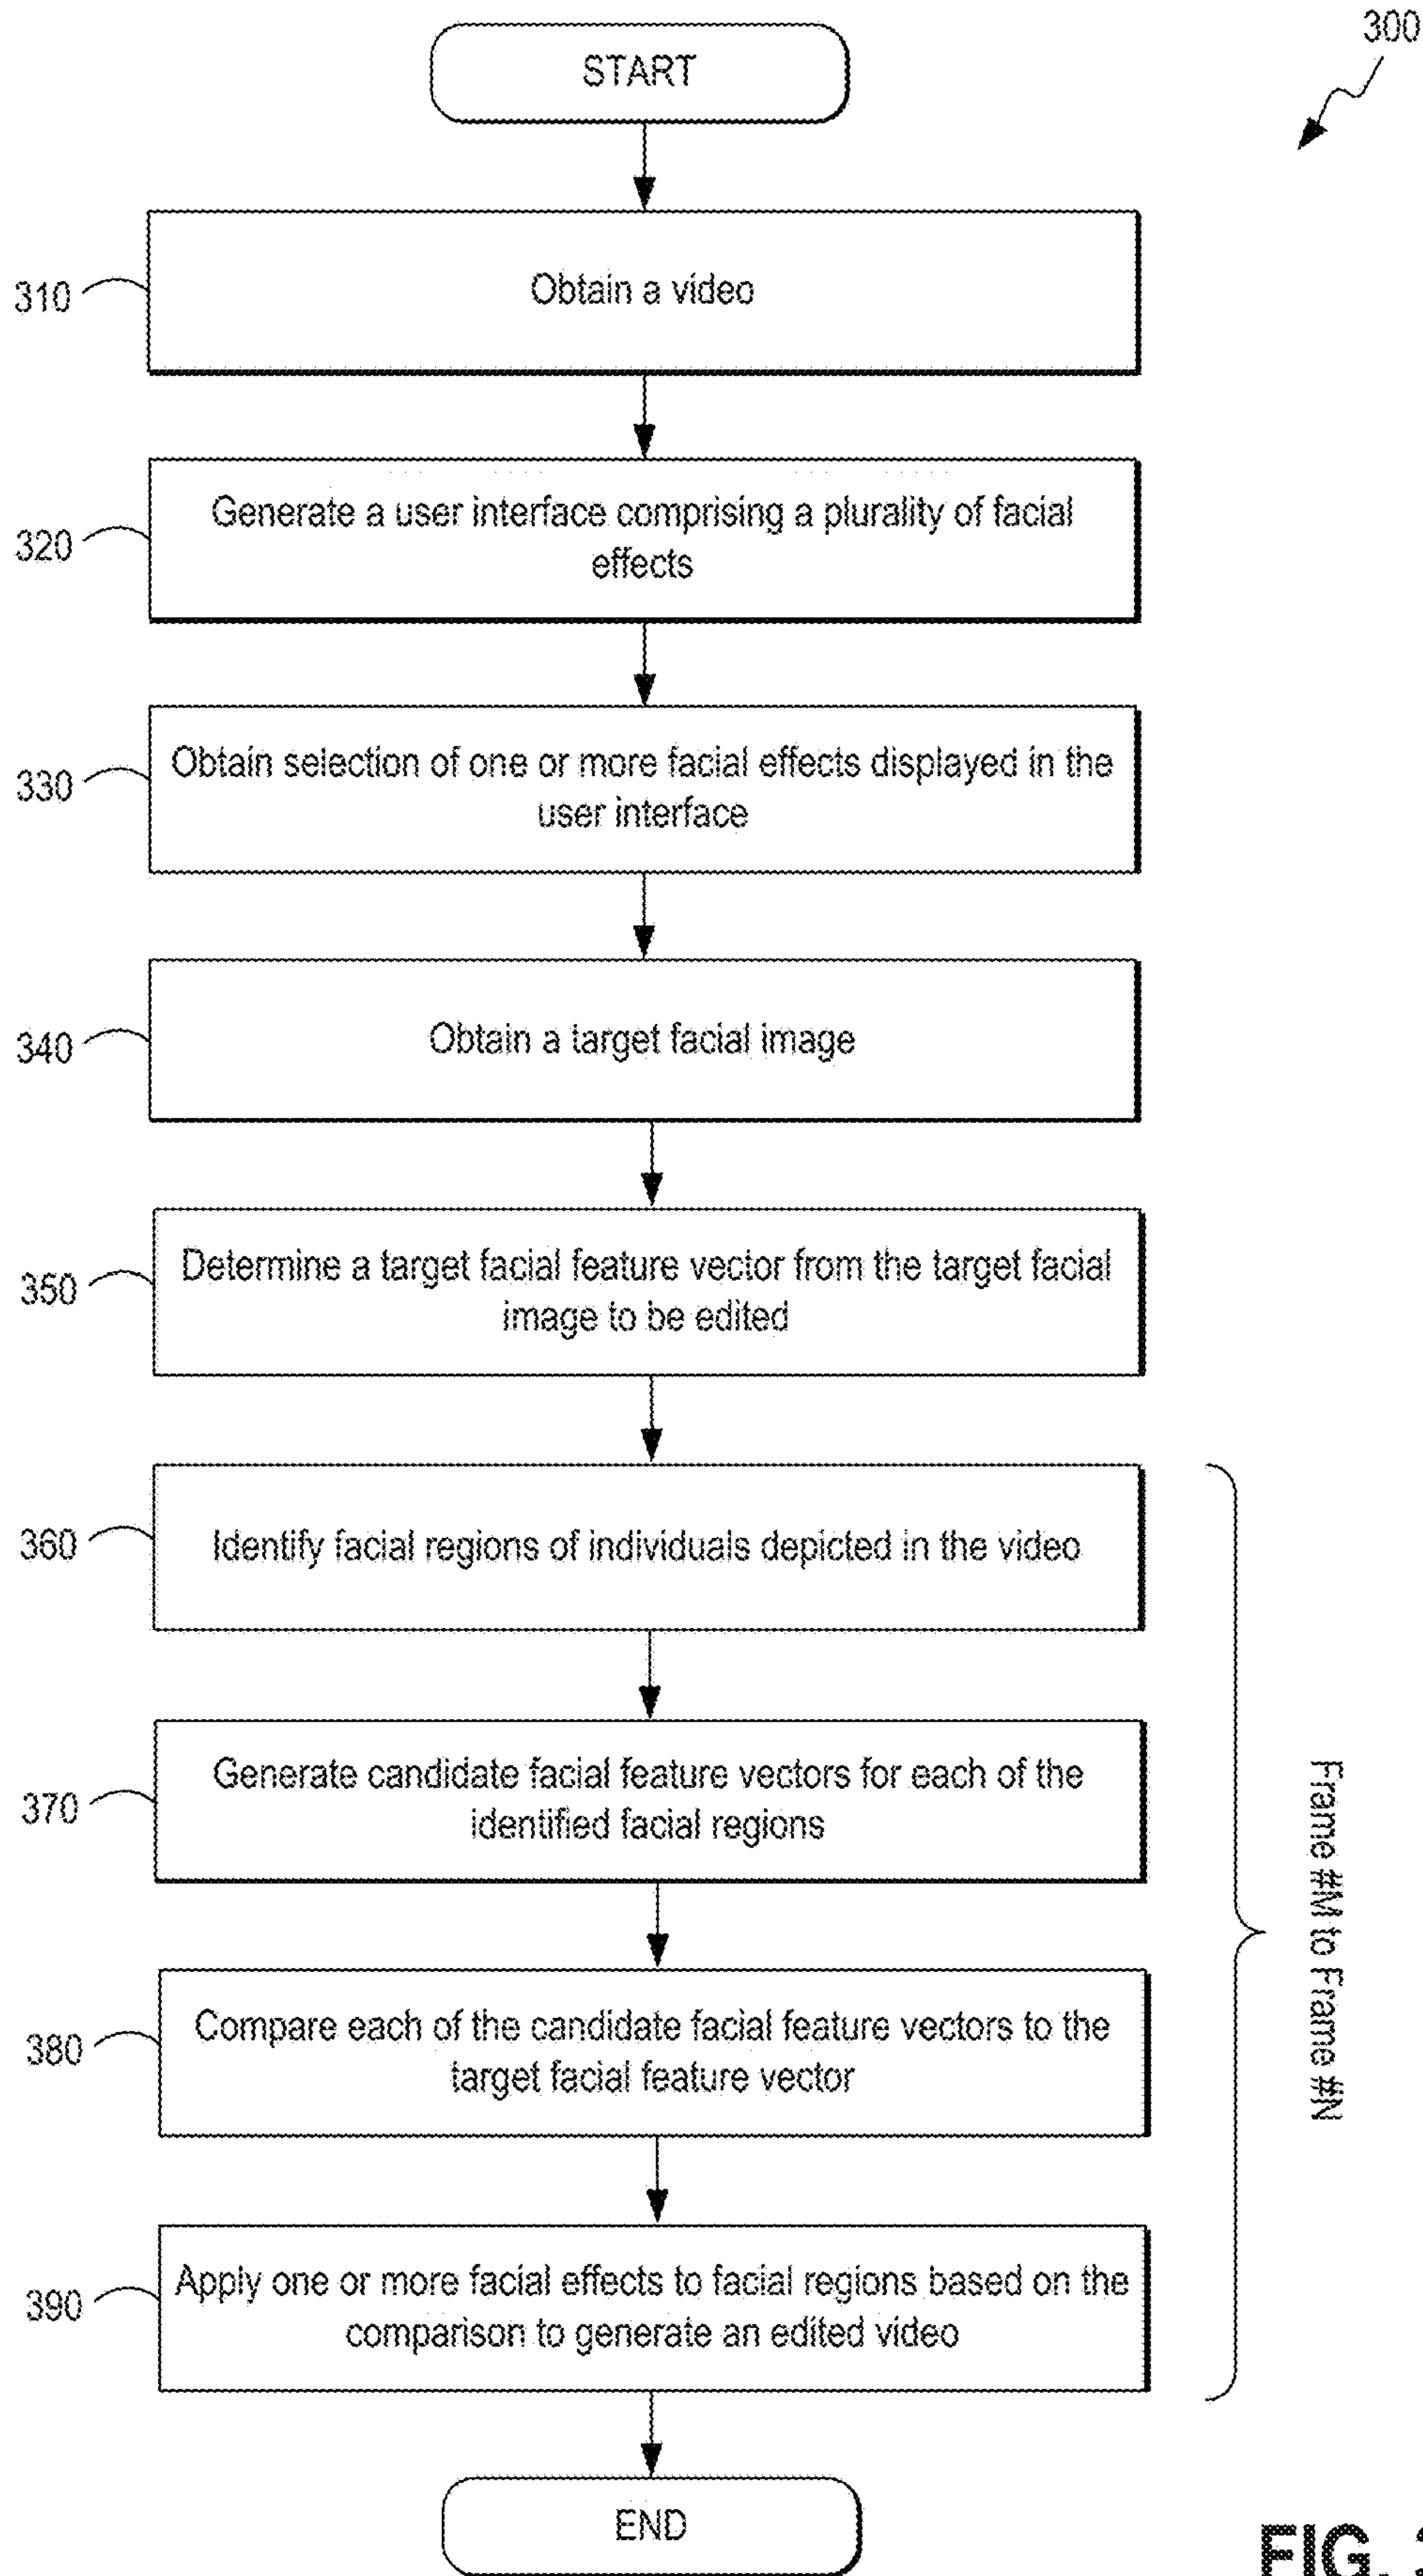 300
START
310
Obtain a video
320
Generate a user interface comprising a plurality of facial
effects
330
Obtain selection of one or more facial effects displayed in the
user interface
340
Obtain a target facial image
350
Determine a target facial feature vector from the target facial
image to be edited
360
Identify facial regions of individuals depicted in the video
370
Generate candidate facial feature vectors for each of the
identified facial regions
380
Compare each of the candidate facial feature vectors to the
target facial feature vector
390
Apply one or more facial effects to facial regions based on the
comparison to generate an edited video
Frame #M to Frame #N
END
FIG.